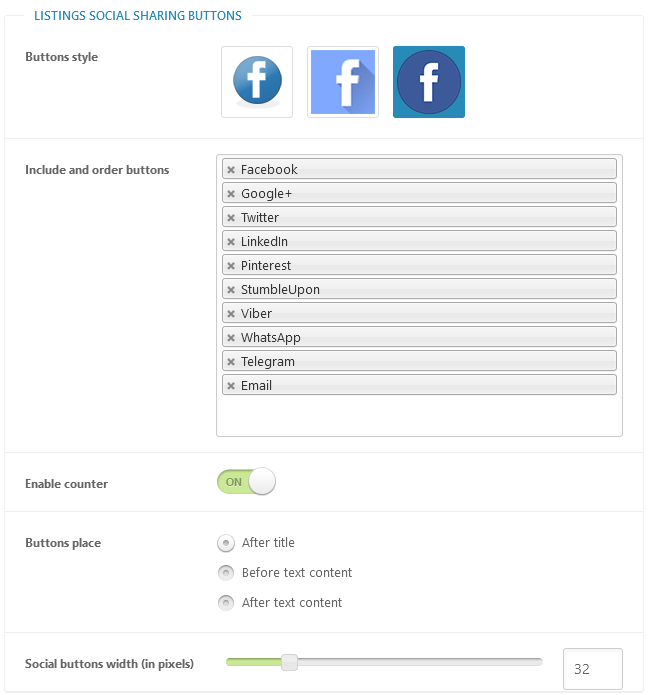 LISTINGS SOCIAL SHARING BUTTONS
Buttons style
f f f
Include and order buttons
Facebook
Google+
Twitter
LinkedIn
Pinterest
StumbleUpon
Viber
WhatsApp
Telegram
Email
Enable counter
ON
Buttons place
After title
Before text content
After text content
Social buttons width (in pixels)
32